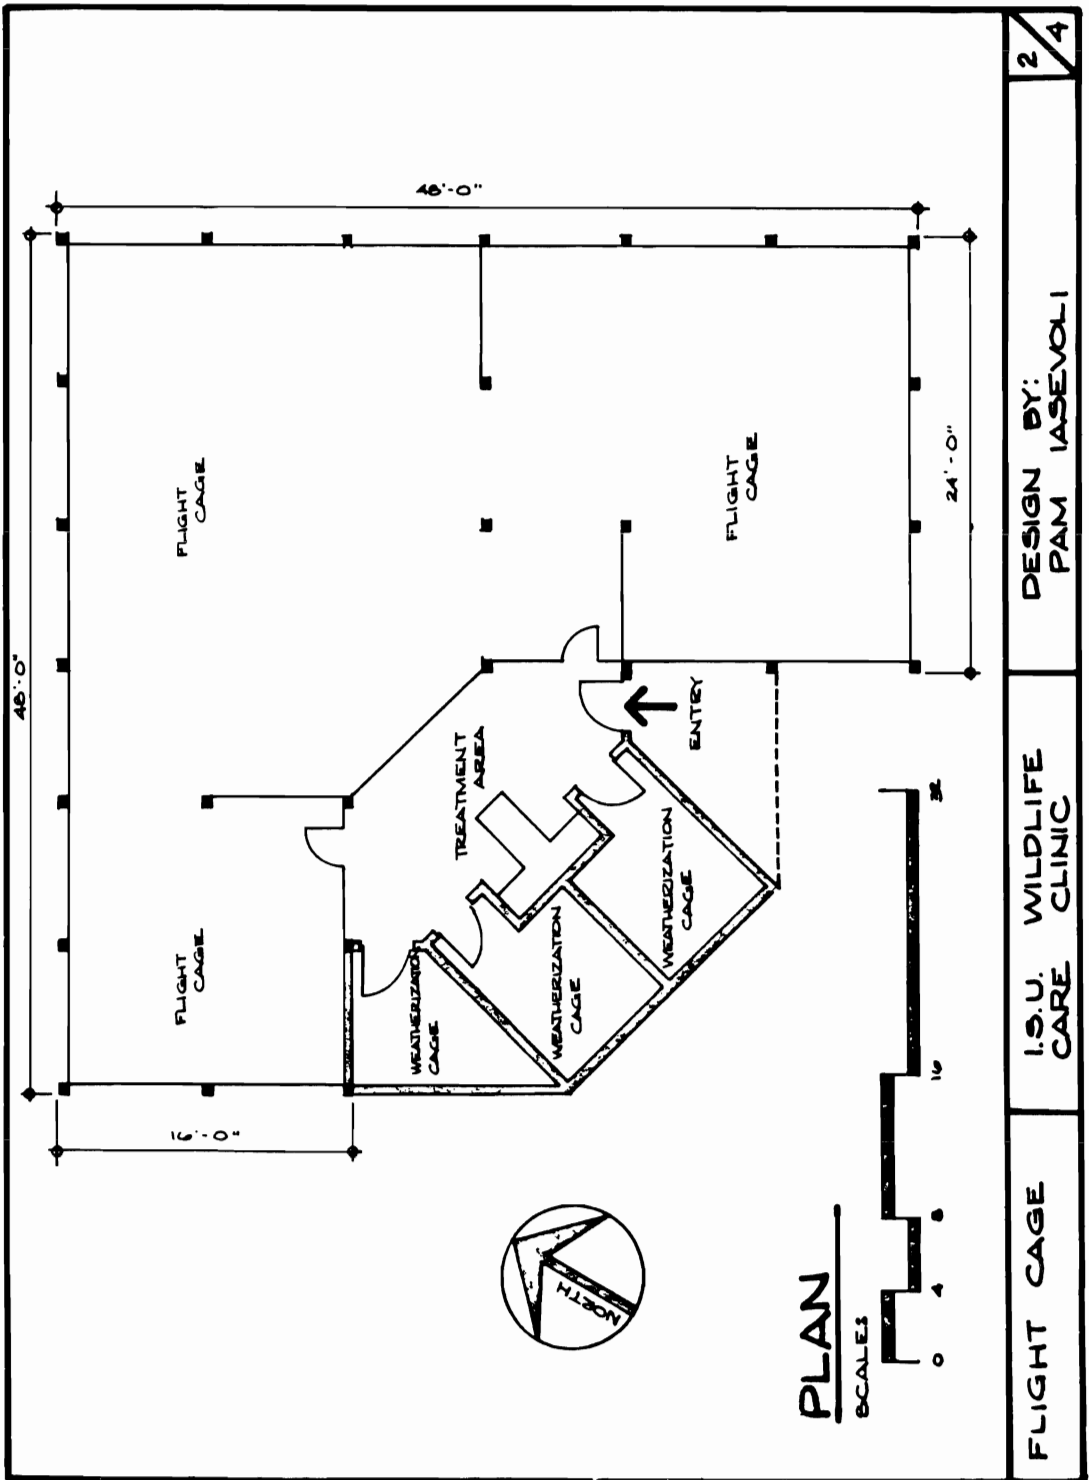 48'-0"
48'-0"
16'-0"
24'-0"
FLIGHT
CAGE
FLIGHT
CAGE
FLIGHT
CAGE
TREATMENT
AREA
ENTRY
WEATHERIZATION
CAGE
WEATHERIZATION
CAGE
WEATHERIZATION
CAGE
NORTH
PLAN
SCALES
0 4 8 16 32
FLIGHT CAGE
I.S.U. WILDLIFE
CARE CLINIC
DESIGN BY:
PAM IASEVOLI
2/4